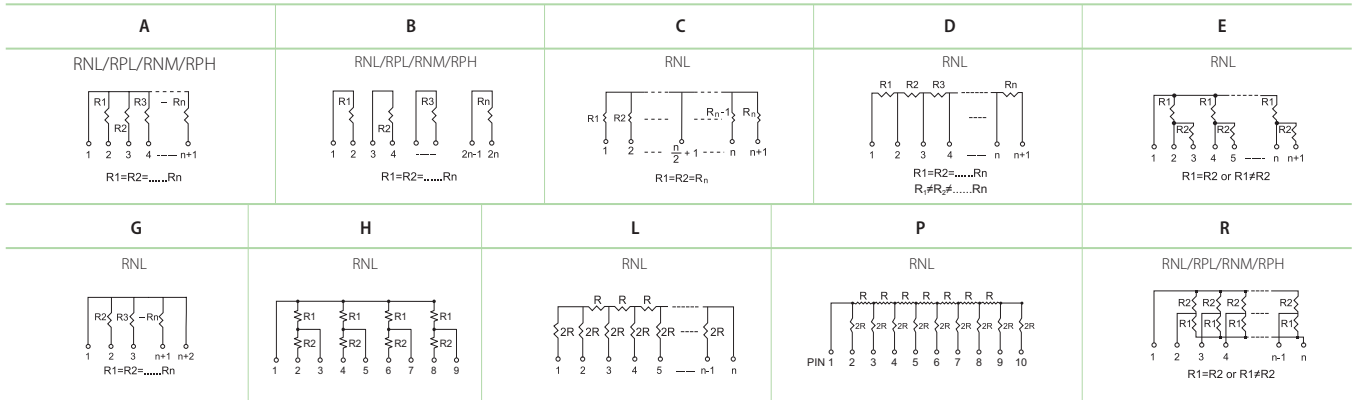 A B C D E
RNL/RPL/RNM/RPH RNL/RPL/RNM/RPH RNL RNL RNL
R1 R2 R3 Rn
1 2 3 4 n+1
R1=R2=......Rn
R1 R2 R3 Rn
1 2 3 4 2n-1 2n
R1=R2=......Rn
R1 R2 Rn-1 Rn
1 2 n/2 + 1 n n+1
R1=R2=Rn
R1 R2 R3 Rn
1 2 3 4 n n+1
R1=R2=......Rn
R1≠R2≠......Rn
R1 R1 R1
R2 R2 R2
1 2 3 4 5 n n+1
R1=R2 or R1≠R2
G H L P R
RNL RNL RNL RNL RNL/RPL/RNM/RPH
R2 R3 Rn
1 2 3 n+1 n+2
R1=R2=......Rn
R1 R1 R1 R1
R2 R2 R2 R2
1 2 3 4 5 6 7 8 9
R R R
2R 2R 2R 2R 2R 2R
1 2 3 4 5 n-1 n
R R R R R R R
2R 2R 2R 2R 2R 2R 2R 2R 2R
PIN 1 2 3 4 5 6 7 8 9 10
R2 R2 R2 R2
R1 R1 R1 R1
1 2 3 4 n-1 n
R1=R2 or R1≠R2